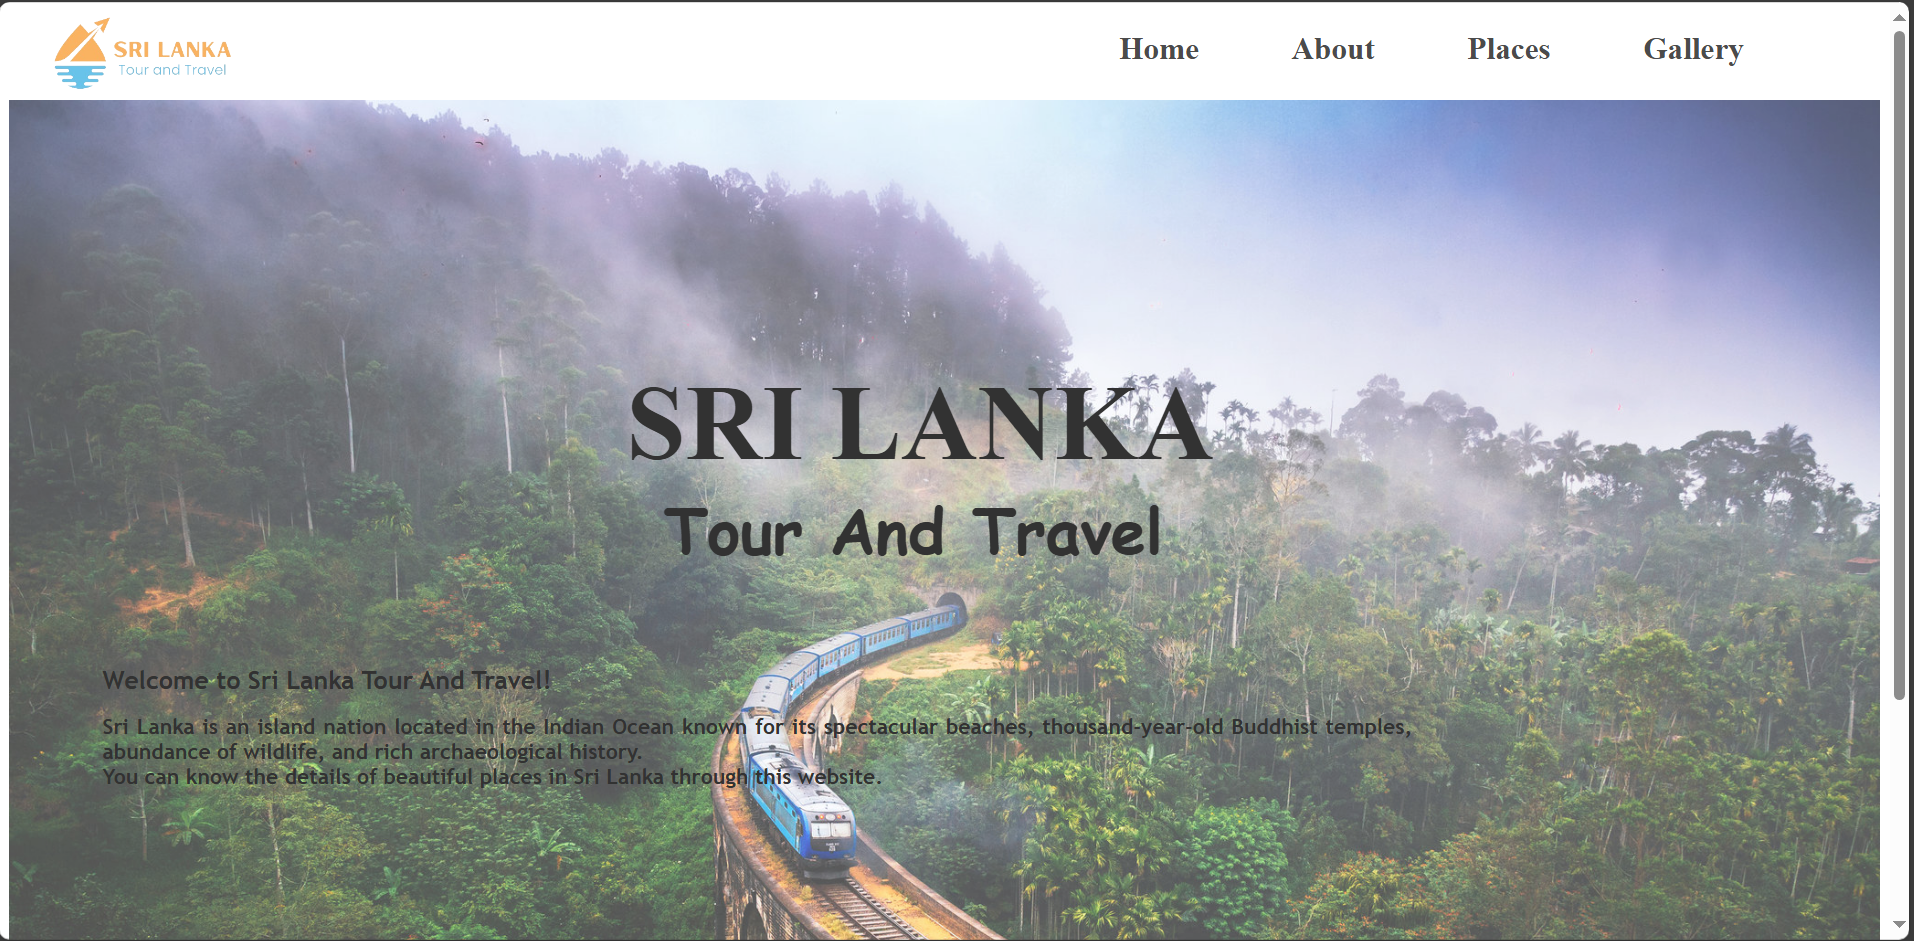 SRI LANKA
Tour and Travel
Home About Places Gallery
SRI LANKA
Tour And Travel
Welcome to Sri Lanka Tour And Travel!
Sri Lanka is an island nation located in the Indian Ocean known for its spectacular beaches, thousand-year-old Buddhist temples,
abundance of wildlife, and rich archaeological history.
You can know the details of beautiful places in Sri Lanka through this website.